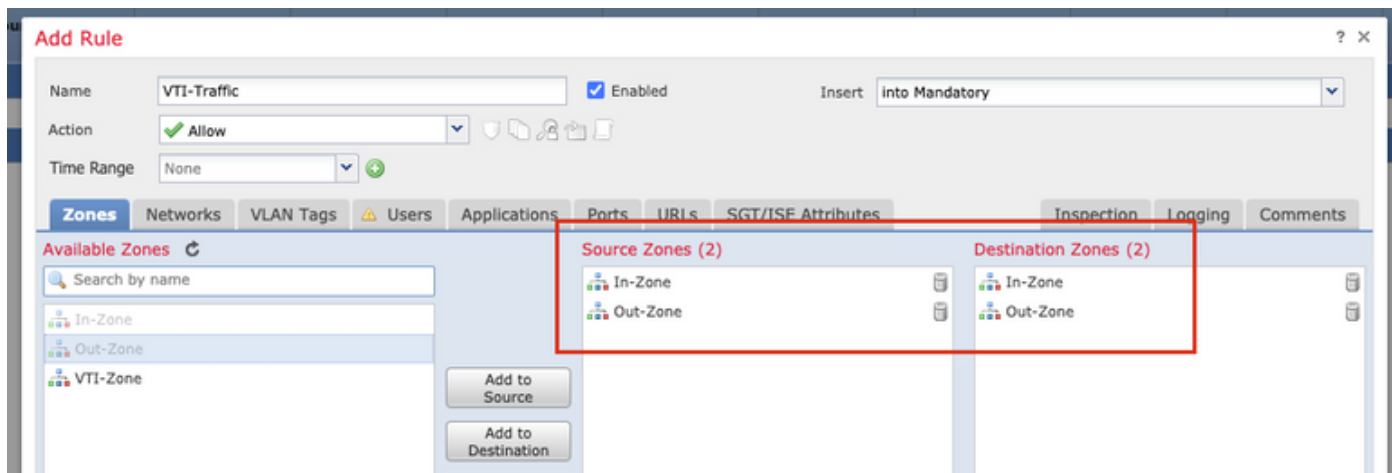 Add Rule
?
Name
VTI-Traffic
Enabled
Insert
into Mandatory
Action
Allow
Time Range
None
Zones
Networks
VLAN Tags
Users
Applications
Ports
URLs
SGT/ISE Attributes
Inspection
Logging
Comments
Available Zones
Search by name
In-Zone
Out-Zone
VTI-Zone
Add to
Source
Add to
Destination
Source Zones (2)
In-Zone
Out-Zone
Destination Zones (2)
In-Zone
Out-Zone